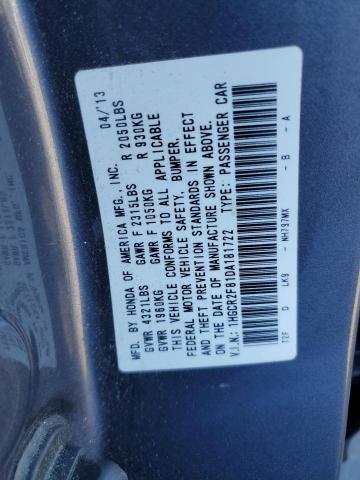 MFD. BY HONDA OF AMERICA MFG., INC. 04/'13
GVWR 4321LBS GAWR F 2315LBS R 2050LBS
GVWR 1960KG GAWR F 1050KG R 930KG
THIS VEHICLE CONFORMS TO ALL APPLICABLE
FEDERAL MOTOR VEHICLE SAFETY, BUMPER,
AND THEFT PREVENTION STANDARDS IN EFFECT
ON THE DATE OF MANUFACTURE SHOWN ABOVE.
V.I.N.: 1HGCR2F81DA181722 TYPE: PASSENGER CAR
T2F D LK9 - NH797MX - B - A